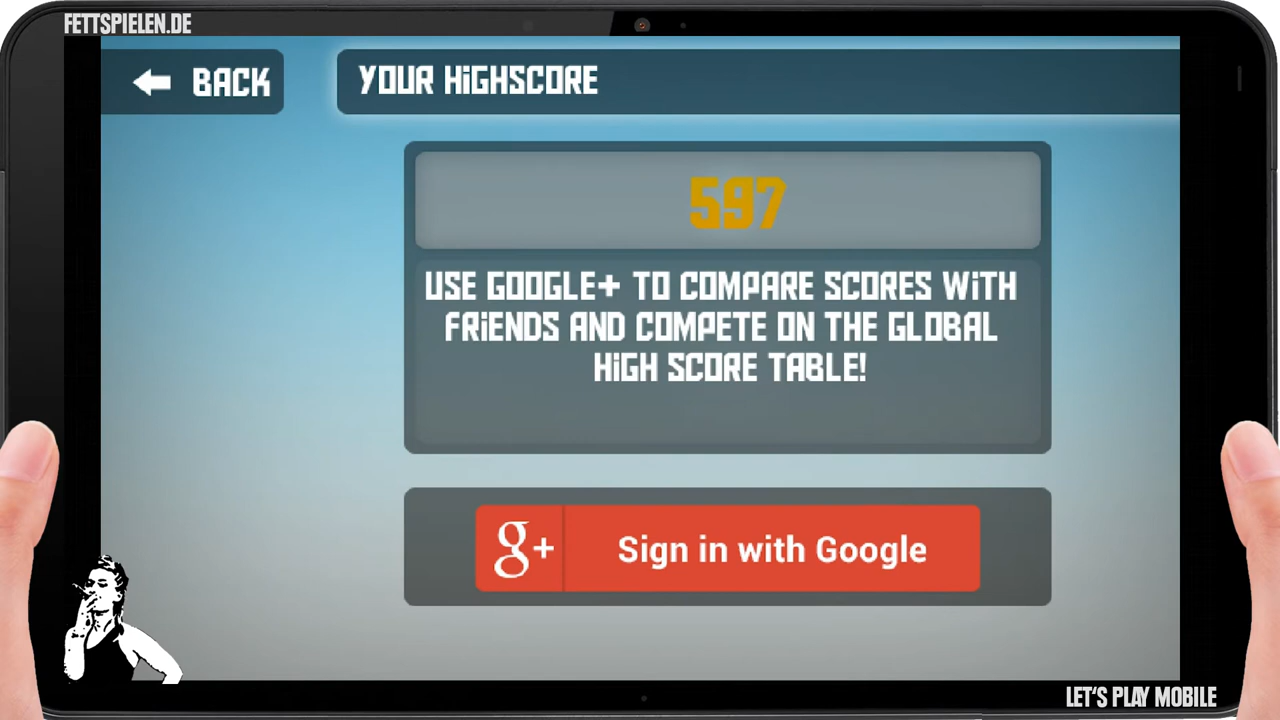 FETTSPIELEN.DE
BACK
YOUR HiGHSCORE
597
USE GOOGLE+ TO COMPARE SCORES WiTH
FRiENDS AND COMPETE ON THE GLOBAL
HiGH SCORE TABLE!
g+ Sign in with Google
LET'S PLAY MOBILE